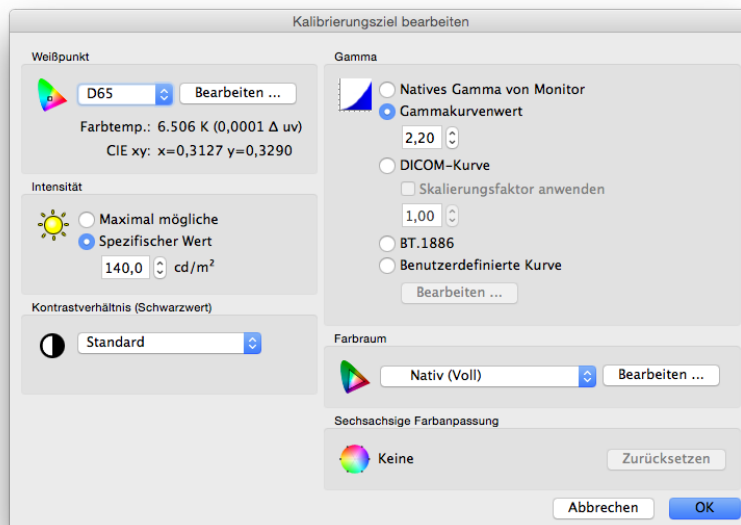 Kalibrierungsziel bearbeiten
Weißpunkt
D65
Bearbeiten ...
Farbtemp.: 6.506 K (0,0001 Δ uv)
CIE xy: x=0,3127 y=0,3290
Intensität
Maximal mögliche
Spezifischer Wert
140,0 cd/m²
Kontrastverhältnis (Schwarzwert)
Standard
Gamma
Natives Gamma von Monitor
Gammakurvenwert
2,20
DICOM-Kurve
Skalierungsfaktor anwenden
1,00
BT.1886
Benutzerdefinierte Kurve
Bearbeiten ...
Farbraum
Nativ (Voll)
Bearbeiten ...
Sechsachsige Farbanpassung
Keine
Zurücksetzen
Abbrechen
OK